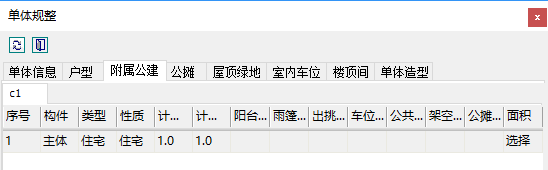 单体规整
单体信息 户型 附属公建 公摊 屋顶绿地 室内车位 楼顶间 单体造型
c1
序号 构件 类型 性质 计... 计... 阳台... 雨篷... 出挑... 车位... 公共... 架空... 公摊... 面积
1 主体 住宅 住宅 1.0 1.0 选择